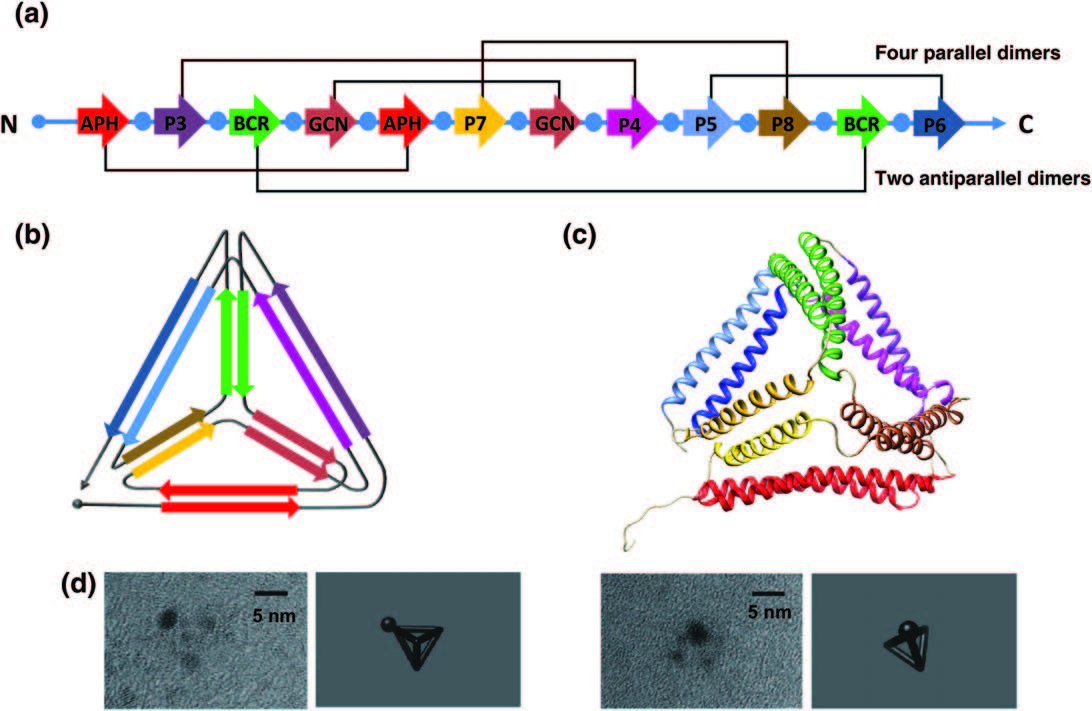 (a)
Four parallel dimers
N APH P3 BCR GCN APH P7 GCN P4 P5 P8 BCR P6 C
Two antiparallel dimers
(b)
(c)
(d)
5 nm
5 nm